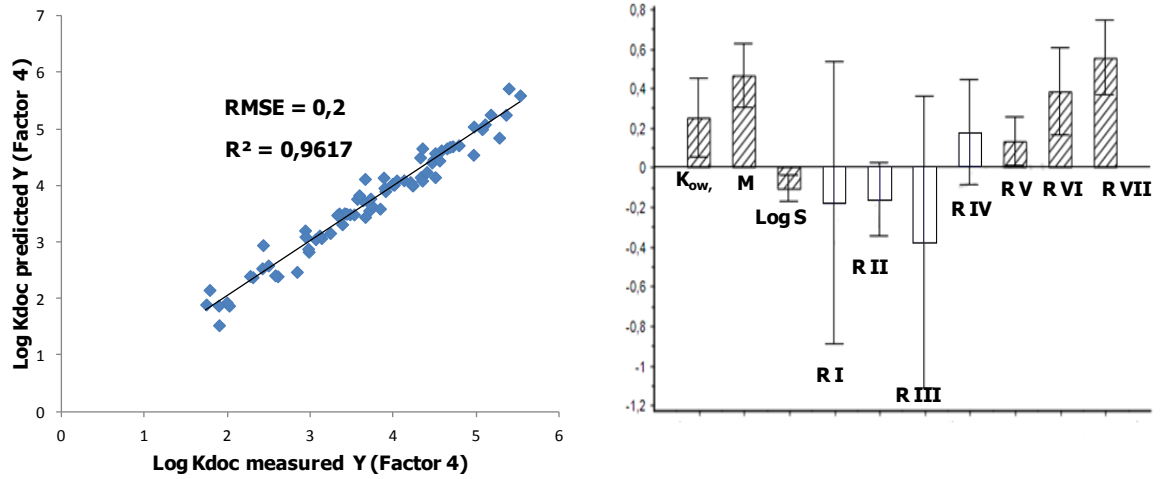 7
6
5
4
3
2
1
0
Log Kdoc predicted Y (Factor 4)
RMSE = 0,2
R² = 0,9617
0 1 2 3 4 5 6
Log Kdoc measured Y (Factor 4)
0,8
0,6
0,4
0,2
0
-0,2
-0,4
-0,6
-0,8
-1
-1,2
Kow,
M
Log S
R I
R II
R III
R IV
R V
R VI
R VII